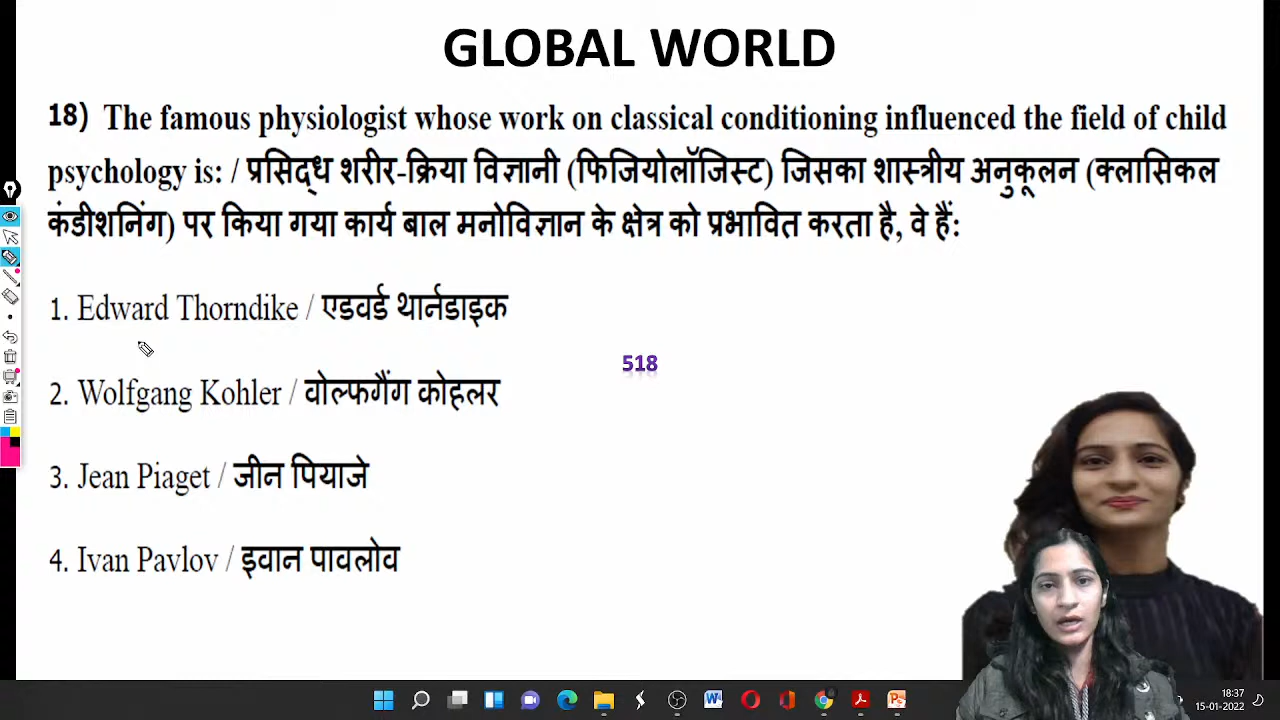 GLOBAL WORLD
18) The famous physiologist whose work on classical conditioning influenced the field of child
psychology is: / प्रसिद्ध शरीर-क्रिया विज्ञानी (फिजियोलॉजिस्ट) जिसका शास्त्रीय अनुकूलन (क्लासिकल
कंडीशनिंग) पर किया गया कार्य बाल मनोविज्ञान के क्षेत्र को प्रभावित करता है, वे हैं:
1. Edward Thorndike / एडवर्ड थार्नडाइक
518
2. Wolfgang Kohler / वोल्फगैंग कोहलर
3. Jean Piaget / जीन पियाजे
4. Ivan Pavlov / इवान पावलोव
18:37
15-01-2022